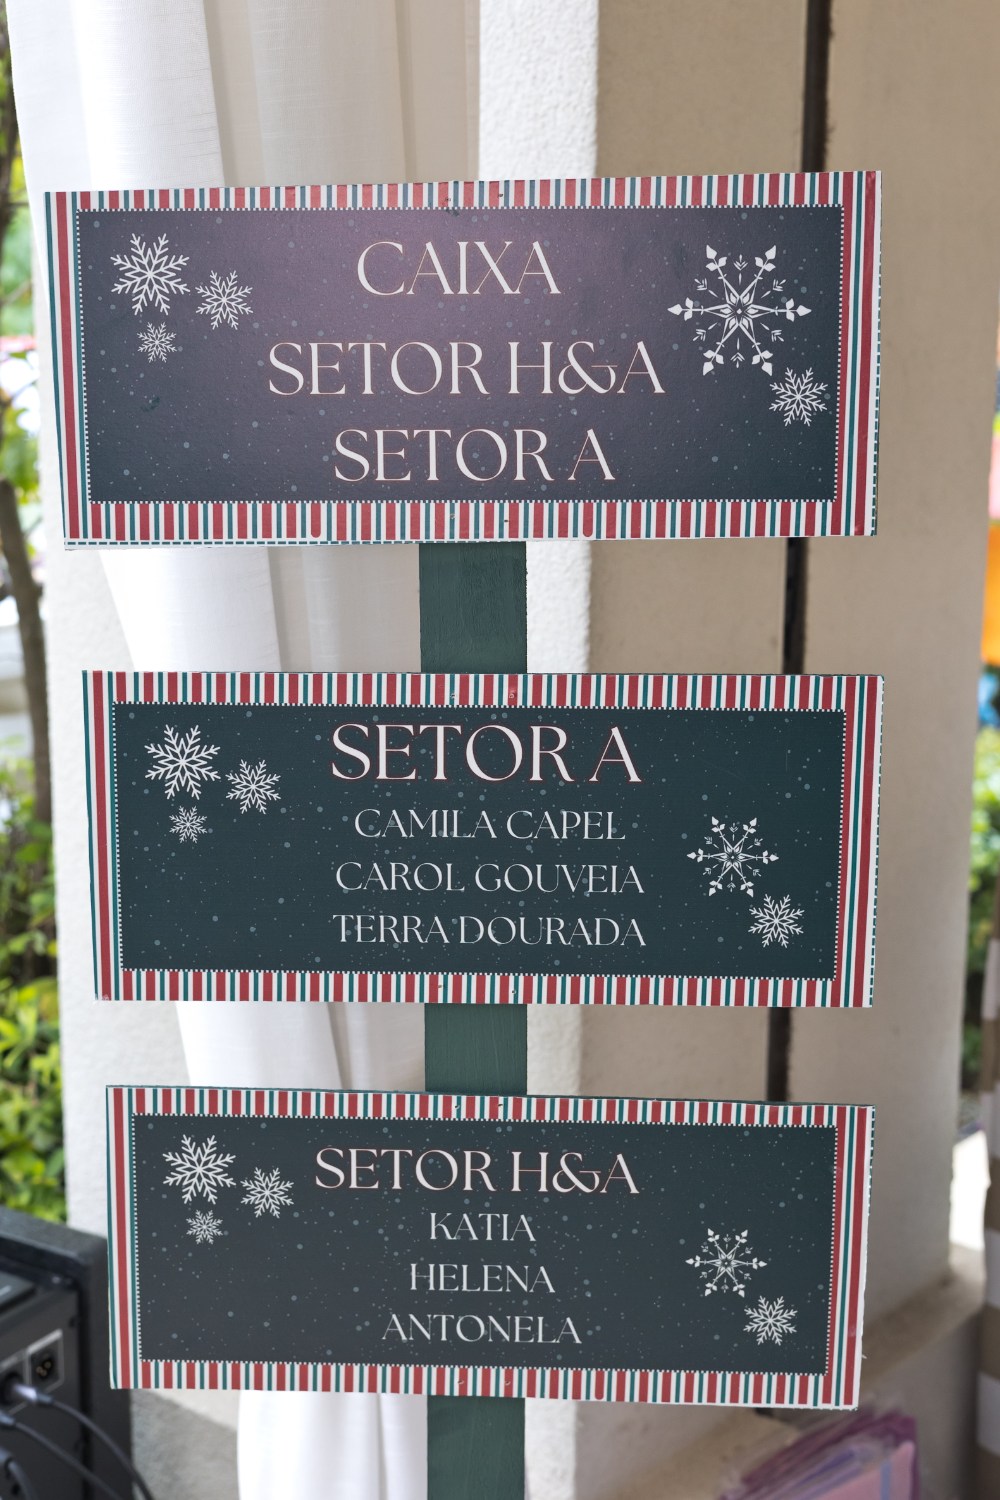 CAIXA
SETOR H&A
SETOR A
SETOR A
CAMILA CAPEL
CAROL GOUVEIA
TERRA DOURADA
SETOR H&A
KATIA
HELENA
ANTONELA